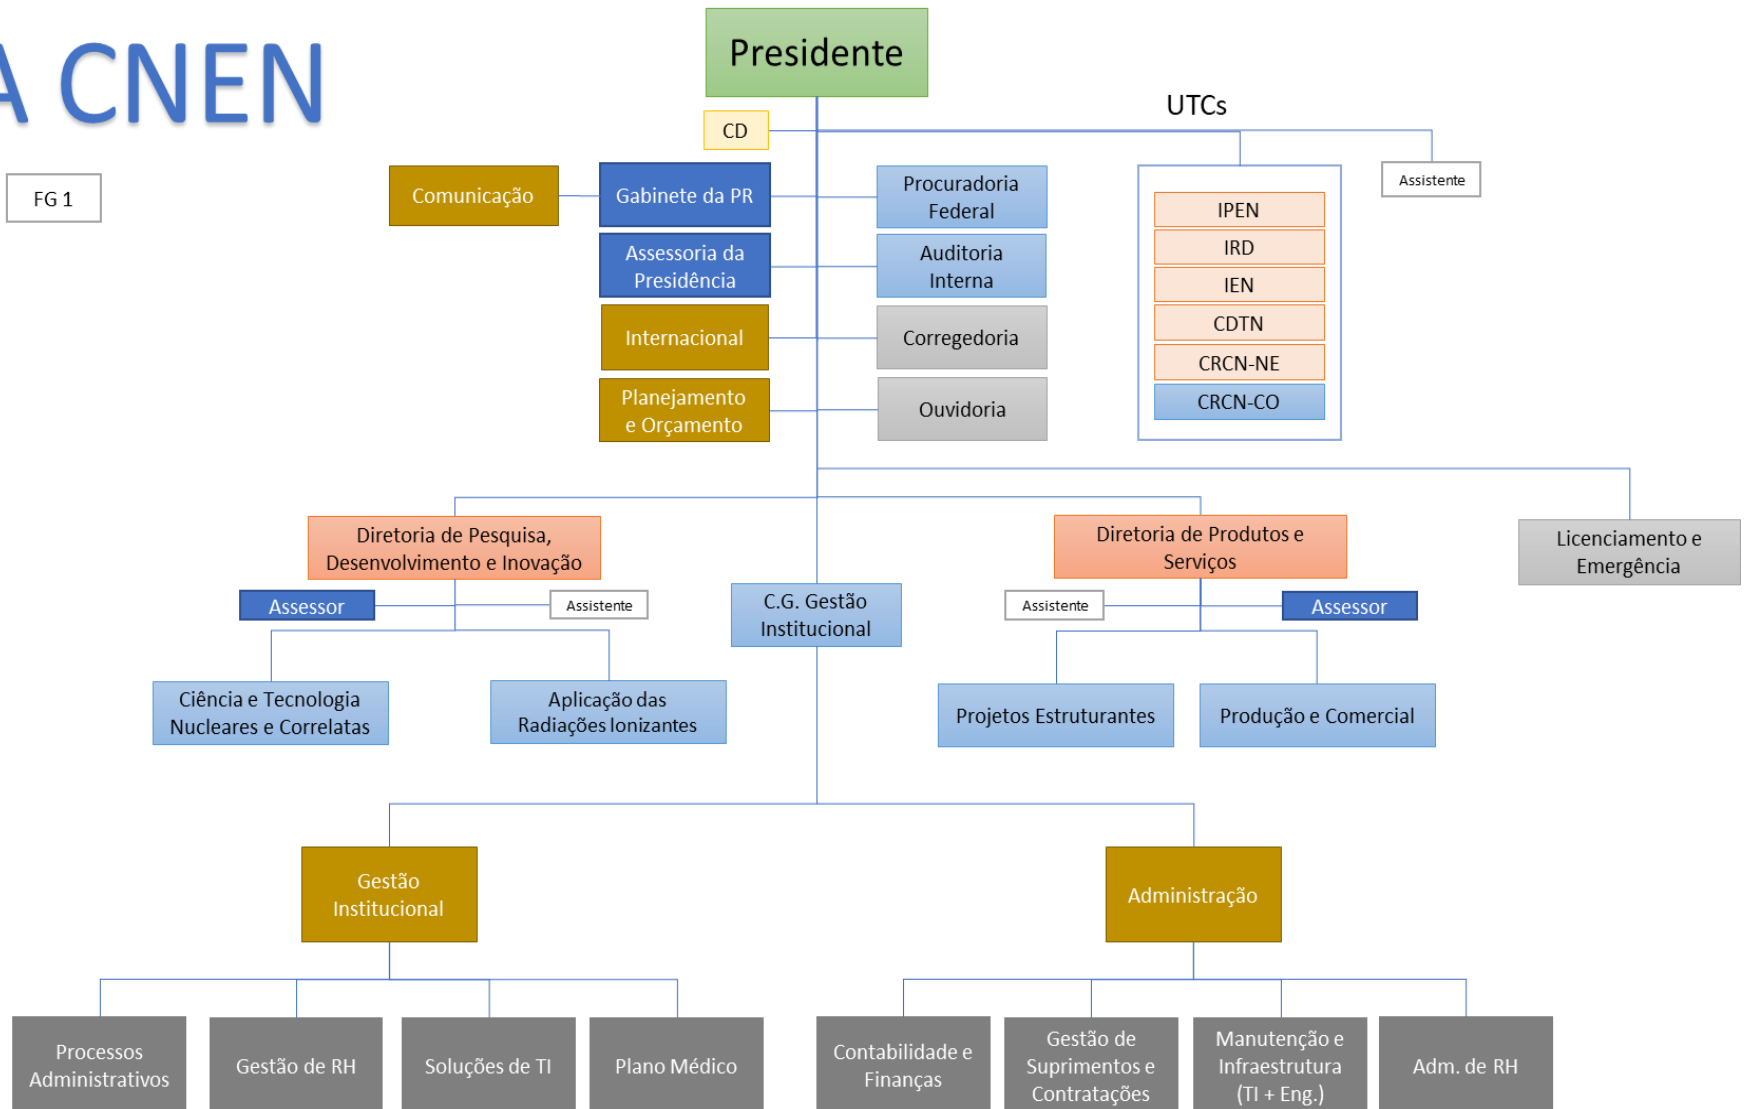 A CNEN
Presidente
UTCs
CD
FG 1
Comunicação
Gabinete da PR
Procuradoria
Federal
Assistente
Assessoria da
Presidência
Auditoria
Interna
Internacional
Corregedoria
Planejamento
e Orçamento
Ouvidoria
IPEN
IRD
IEN
CDTN
CRCN-NE
CRCN-CO
Diretoria de Pesquisa,
Desenvolvimento e Inovação
Diretoria de Produtos e
Serviços
Licenciamento e
Emergência
Assessor
Assistente
C.G. Gestão
Institucional
Assistente
Assessor
Ciência e Tecnologia
Nucleares e Correlatas
Aplicação das
Radiações Ionizantes
Projetos Estruturantes
Produção e Comercial
Gestão
Institucional
Administração
Processos
Administrativos
Gestão de RH
Soluções de TI
Plano Médico
Contabilidade e
Finanças
Gestão de
Suprimentos e
Contratações
Manutenção e
Infraestrutura
(TI + Eng.)
Adm. de RH